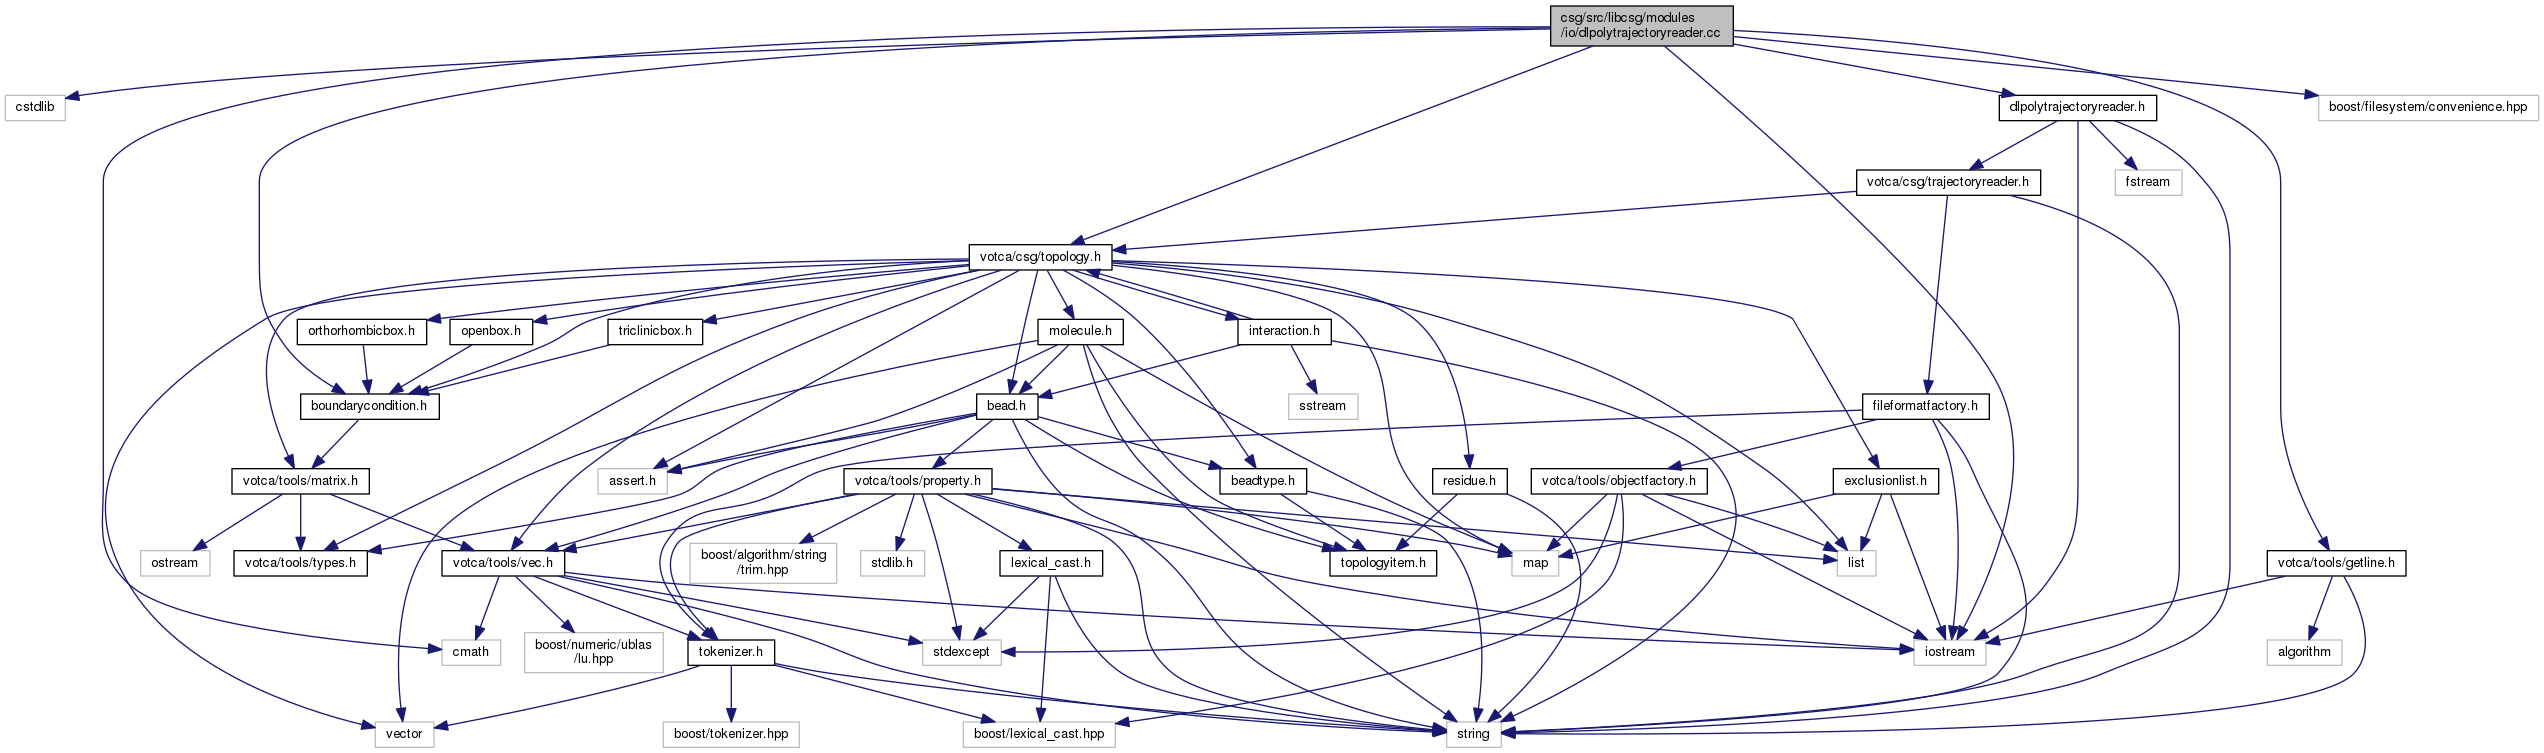 csg/src/libcsg/modules
/io/dlpolytrajectoryreader.cc
cstdlib
dlpolytrajectoryreader.h
boost/filesystem/convenience.hpp
votca/csg/trajectoryreader.h
fstream
votca/csg/topology.h
orthorhombicbox.h
openbox.h
triclinicbox.h
molecule.h
interaction.h
boundarycondition.h
bead.h
sstream
fileformatfactory.h
votca/tools/matrix.h
assert.h
votca/tools/property.h
beadtype.h
residue.h
votca/tools/objectfactory.h
exclusionlist.h
ostream
votca/tools/types.h
votca/tools/vec.h
boost/algorithm/string
/trim.hpp
stdlib.h
lexical_cast.h
topologyitem.h
map
list
votca/tools/getline.h
cmath
boost/numeric/ublas
/lu.hpp
tokenizer.h
stdexcept
iostream
algorithm
vector
boost/tokenizer.hpp
boost/lexical_cast.hpp
string